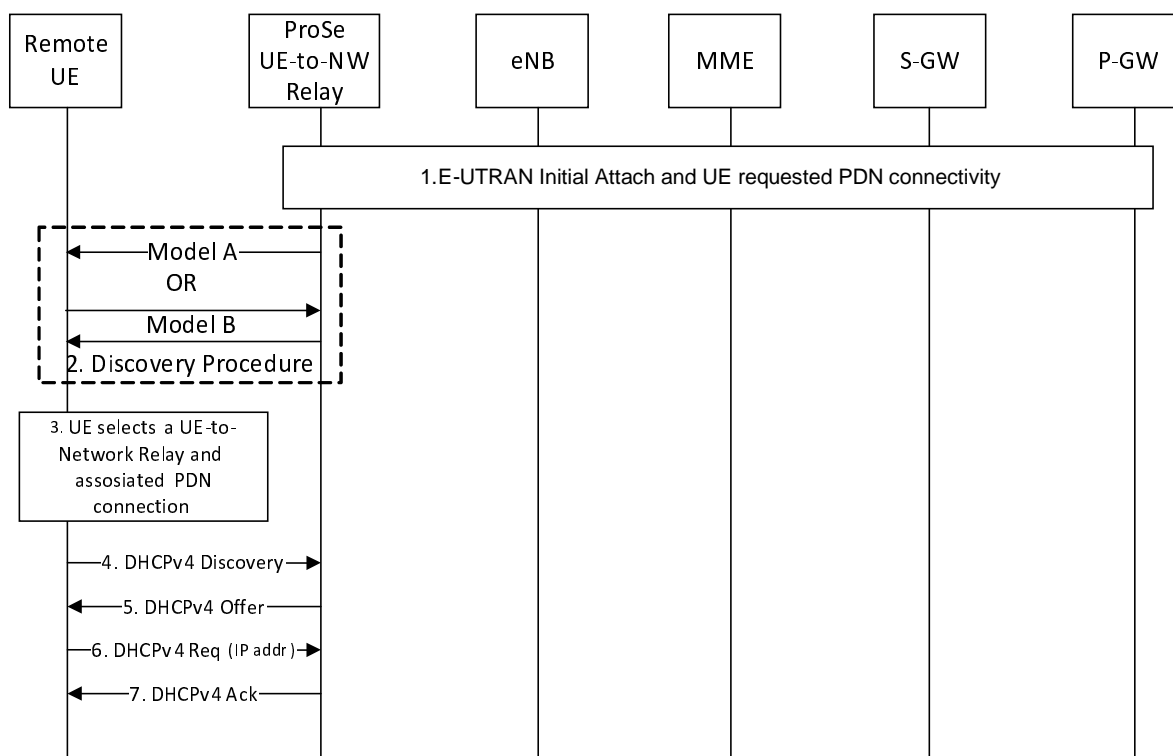 Remote
UE
ProSe
UE-to-NW
Relay
eNB
MME
S-GW
P-GW
1.E-UTRAN Initial Attach and UE requested PDN connectivity
Model A
OR
Model B
2. Discovery Procedure
3. UE selects a UE-to-
Network Relay and
assosiated PDN
connection
4. DHCPv4 Discovery
5. DHCPv4 Offer
6. DHCPv4 Req (IP addr)
7. DHCPv4 Ack